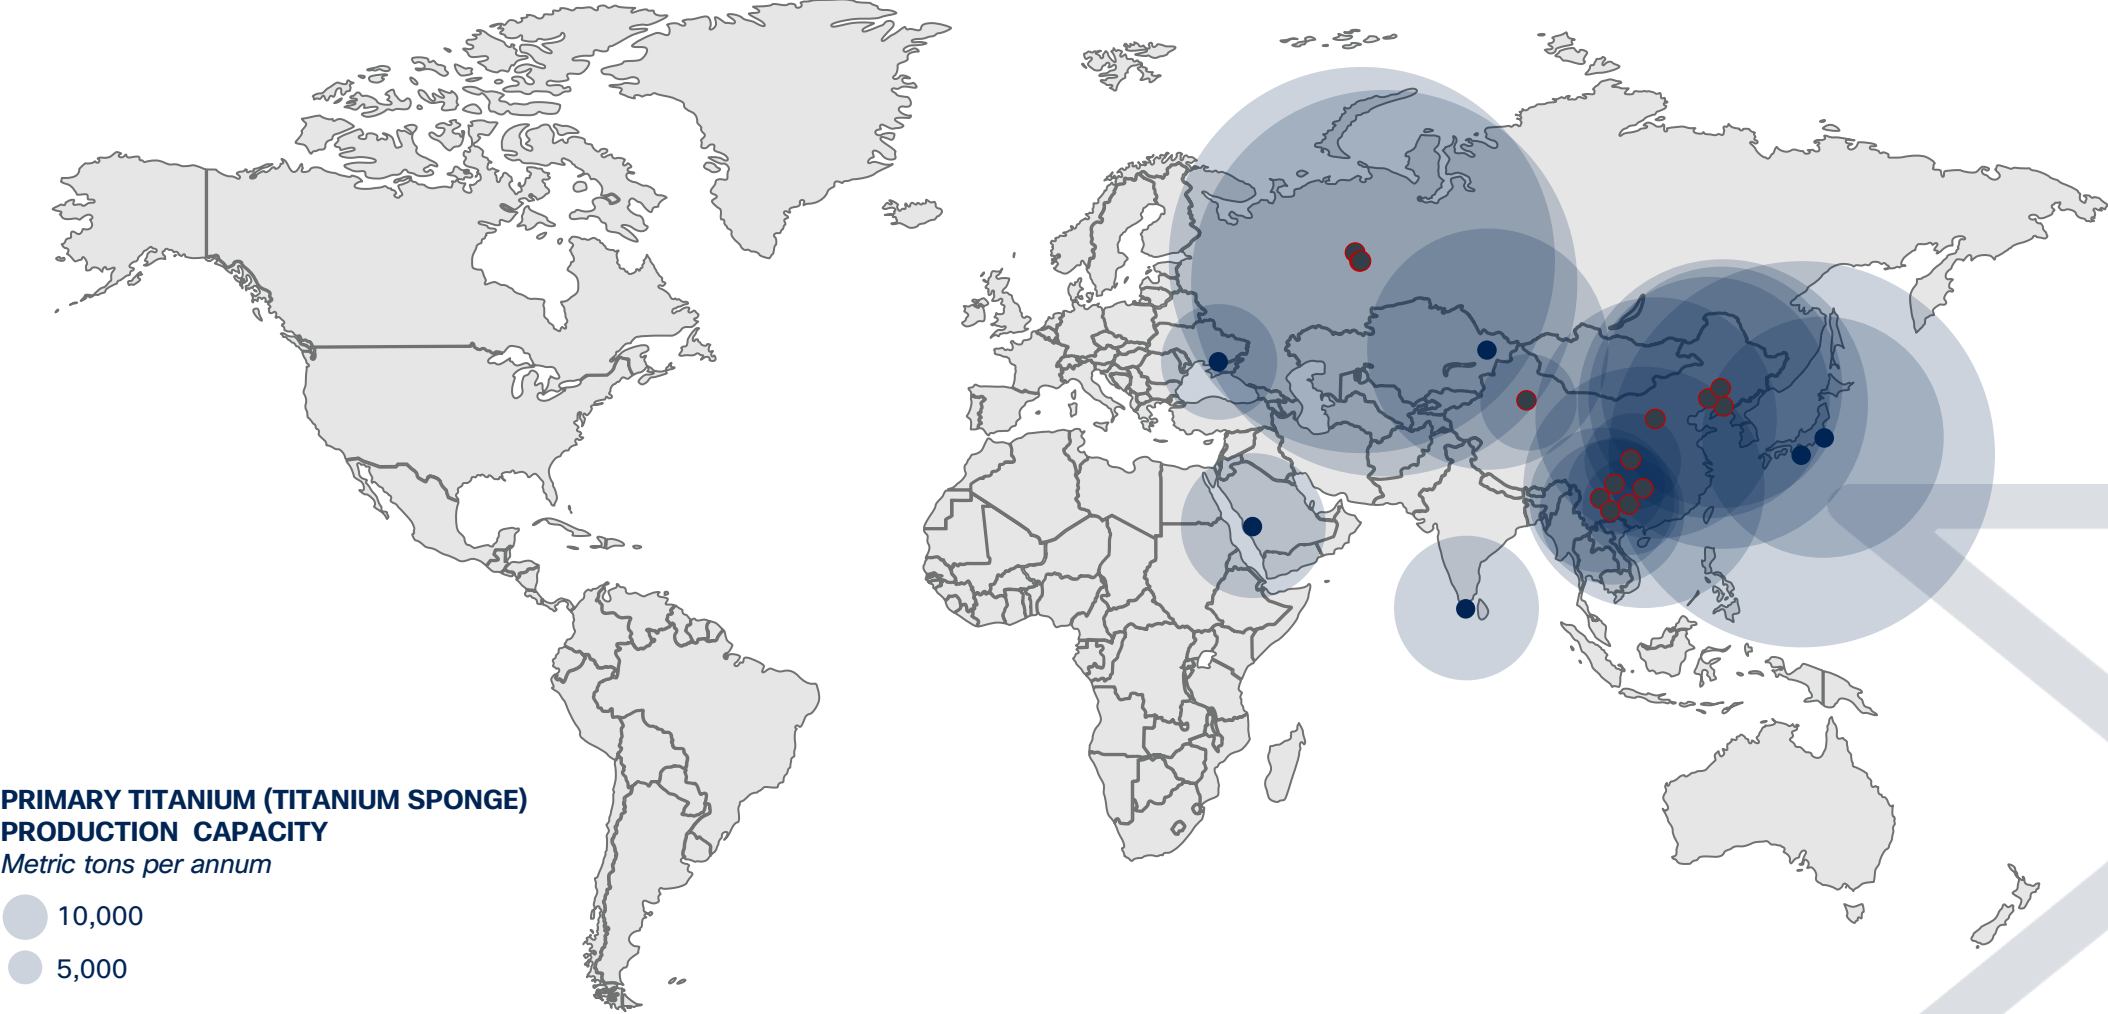 PRIMARY TITANIUM (TITANIUM SPONGE)
PRODUCTION CAPACITY
Metric tons per annum
10,000
5,000